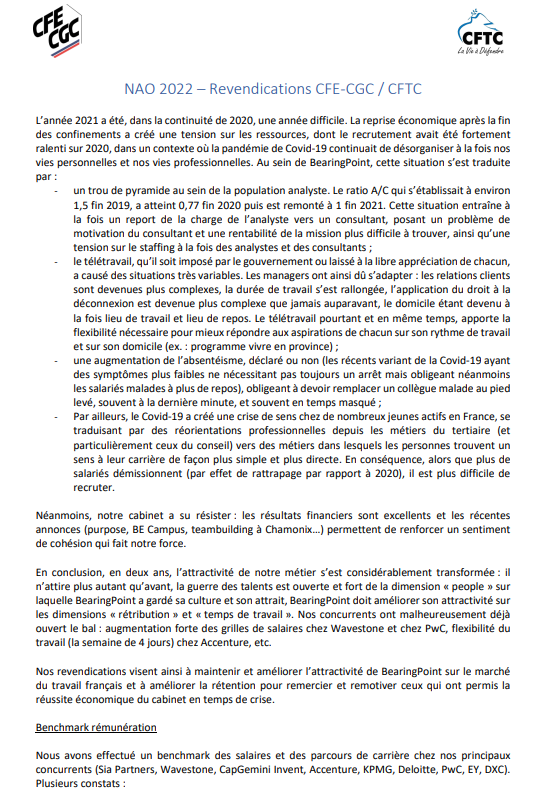 CFE
CGC
CFTC
La Vie à Défendre
NAO 2022 – Revendications CFE-CGC / CFTC
L’année 2021 a été, dans la continuité de 2020, une année difficile. La reprise économique après la fin
des confinements a créé une tension sur les ressources, dont le recrutement avait été fortement
ralenti sur 2020, dans un contexte où la pandémie de Covid-19 continuait de désorganiser à la fois nos
vies personnelles et nos vies professionnelles. Au sein de BearingPoint, cette situation s’est traduite
par :
- un trou de pyramide au sein de la population analyste. Le ratio A/C qui s’établissait à environ
1,5 fin 2019, a atteint 0,77 fin 2020 puis est remonté à 1 fin 2021. Cette situation entraîne à
la fois un report de la charge de l’analyste vers un consultant, posant un problème de
motivation du consultant et une rentabilité de la mission plus difficile à trouver, ainsi qu’une
tension sur le staffing à la fois des analystes et des consultants ;
- le télétravail, qu’il soit imposé par le gouvernement ou laissé à la libre appréciation de chacun,
a causé des situations très variables. Les managers ont ainsi dû s’adapter : les relations clients
sont devenues plus complexes, la durée de travail s’est rallongée, l’application du droit à la
déconnexion est devenue plus complexe que jamais auparavant, le domicile étant devenu à
la fois lieu de travail et lieu de repos. Le télétravail pourtant et en même temps, apporte la
flexibilité nécessaire pour mieux répondre aux aspirations de chacun sur son rythme de travail
et sur son domicile (ex. : programme vivre en province) ;
- une augmentation de l’absentéisme, déclaré ou non (les récents variant de la Covid-19 ayant
des symptômes plus faibles ne nécessitant pas toujours un arrêt mais obligeant néanmoins
les salariés malades à plus de repos), obligeant à devoir remplacer un collègue malade au pied
levé, souvent à la dernière minute, et souvent en temps masqué ;
- Par ailleurs, le Covid-19 a créé une crise de sens chez de nombreux jeunes actifs en France, se
traduisant par des réorientations professionnelles depuis les métiers du tertiaire (et
particulièrement ceux du conseil) vers des métiers dans lesquels les personnes trouvent un
sens à leur carrière de façon plus simple et plus directe. En conséquence, alors que plus de
salariés démissionnent (par effet de rattrapage par rapport à 2020), il est plus difficile de
recruter.
Néanmoins, notre cabinet a su résister : les résultats financiers sont excellents et les récentes
annonces (purpose, BE Campus, teambuilding à Chamonix…) permettent de renforcer un sentiment
de cohésion qui fait notre force.
En conclusion, en deux ans, l’attractivité de notre métier s’est considérablement transformée : il
n’attire plus autant qu’avant, la guerre des talents est ouverte et fort de la dimension « people » sur
laquelle BearingPoint a gardé sa culture et son attrait, BearingPoint doit améliorer son attractivité sur
les dimensions « rétribution » et « temps de travail ». Nos concurrents ont malheureusement déjà
ouvert le bal : augmentation forte des grilles de salaires chez Wavestone et chez PwC, flexibilité du
travail (la semaine de 4 jours) chez Accenture, etc.
Nos revendications visent ainsi à maintenir et améliorer l’attractivité de BearingPoint sur le marché
du travail français et à améliorer la rétention pour remercier et remotiver ceux qui ont permis la
réussite économique du cabinet en temps de crise.
Benchmark rémunération
Nous avons effectué un benchmark des salaires et des parcours de carrière chez nos principaux
concurrents (Sia Partners, Wavestone, CapGemini Invent, Accenture, KPMG, Deloitte, PwC, EY, DXC).
Plusieurs constats :